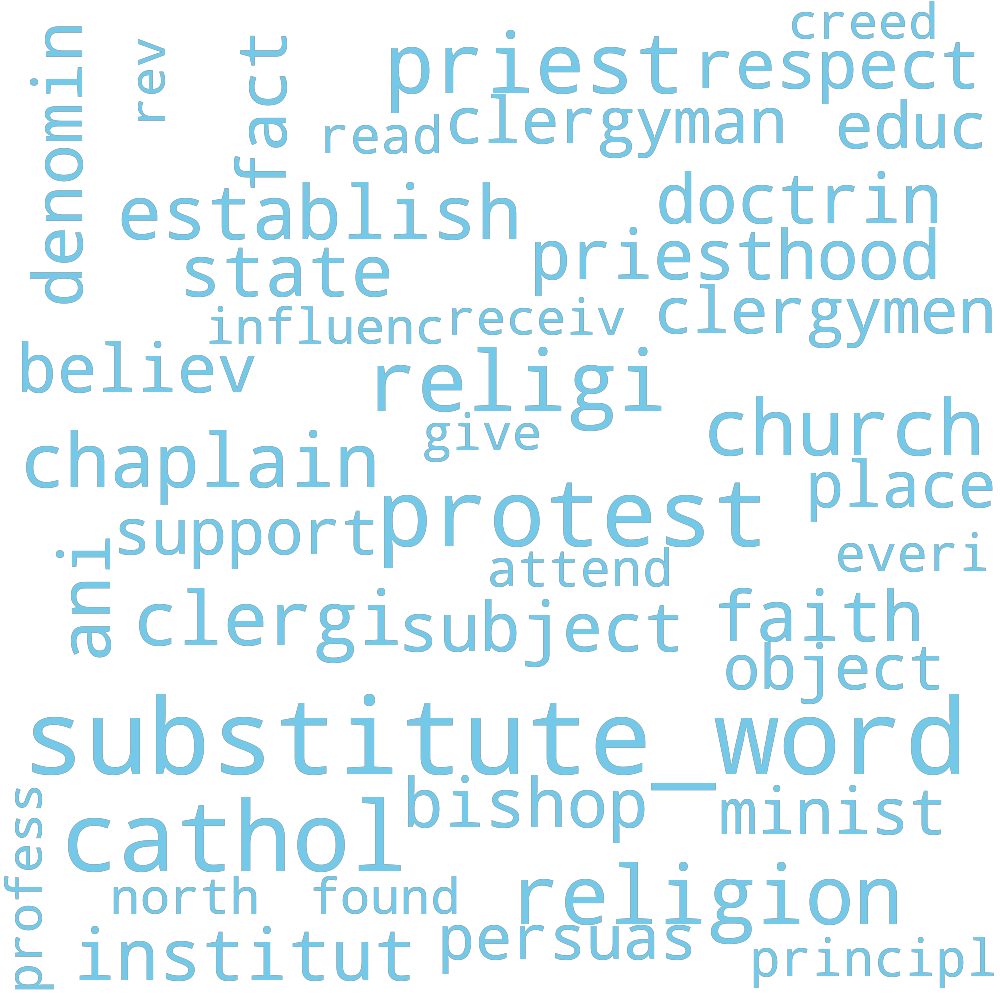 creed
priest
respect
rev
fact
denomin
clergyman
read
educ
doctrin
establish
priesthood
state
clergymen
influenc
receiv
believ
religi
church
give
chaplain
place
protest
support
everi
attend
ani
clergi
subject
faith
object
substitute_word
bishop
minist
cathol
profess
north
found
religion
persuas
institut
principl